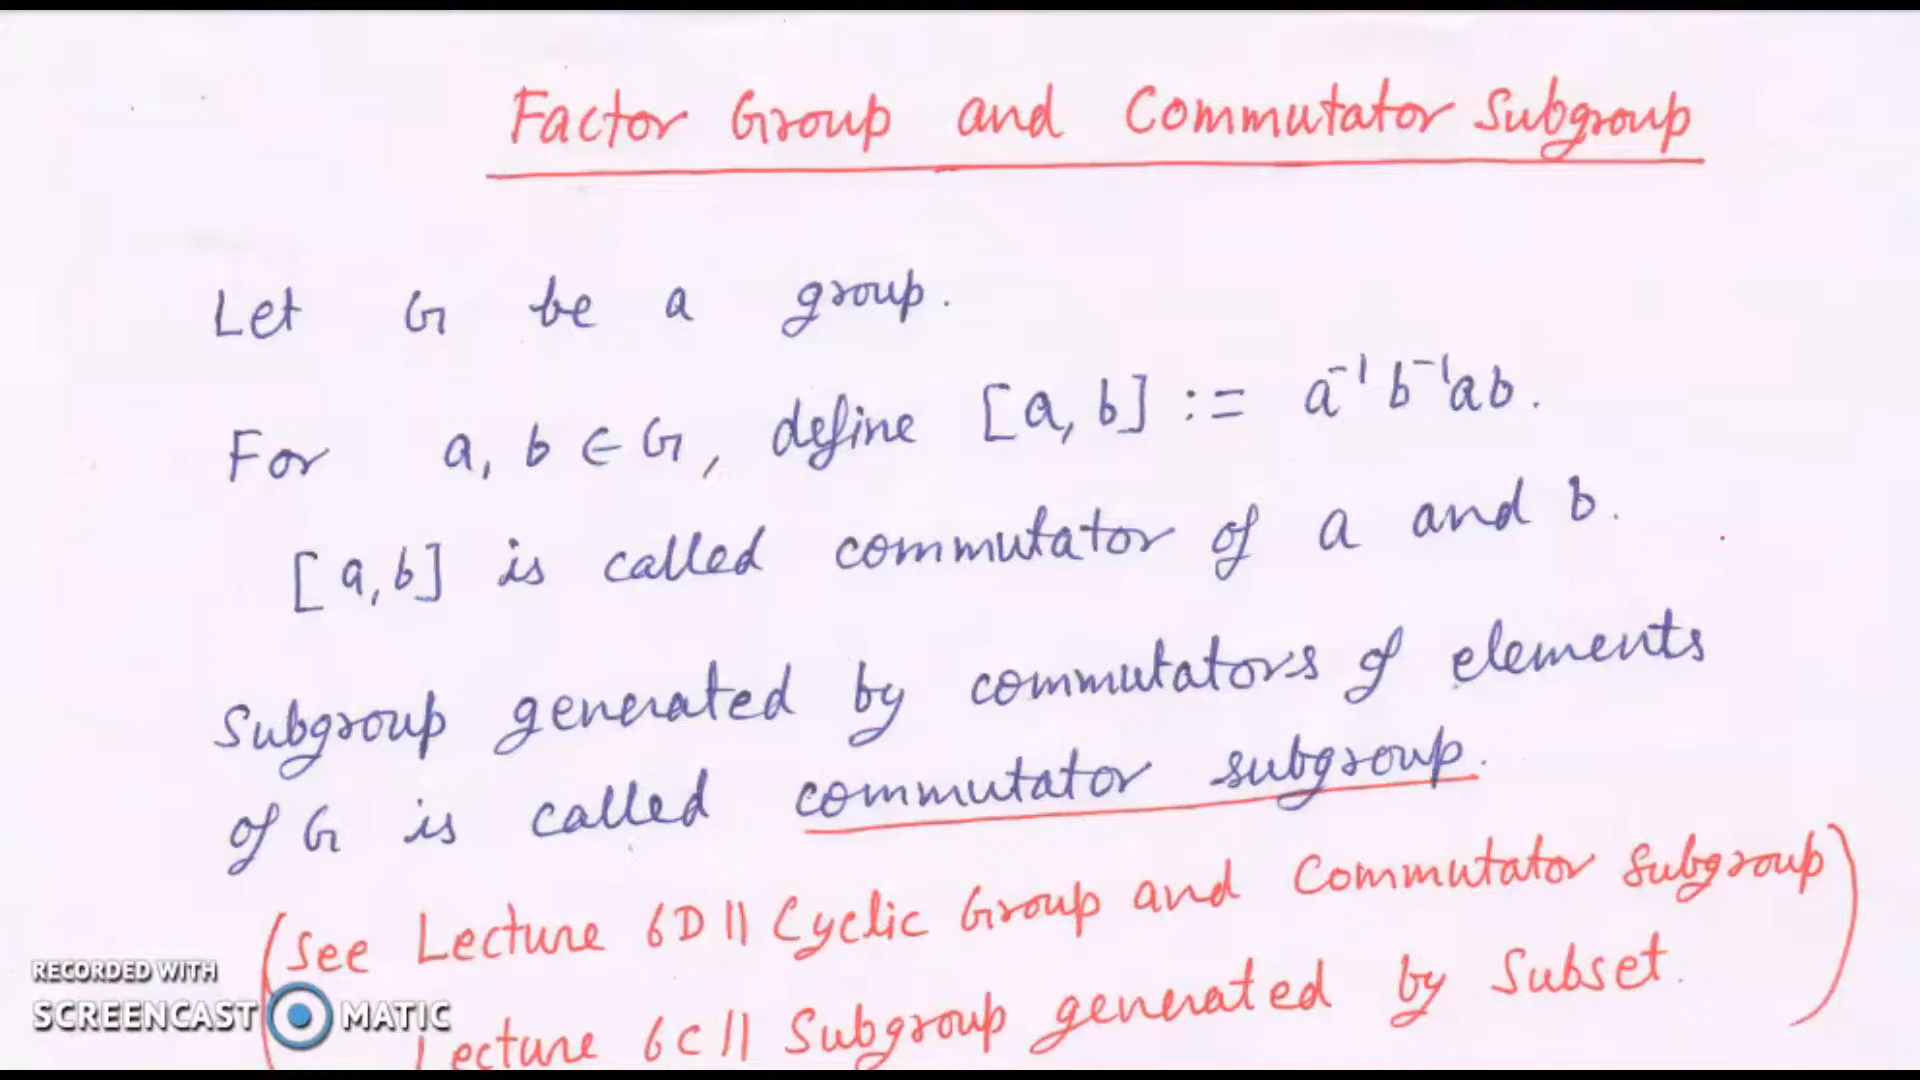 Factor Group and Commutator Subgroup
Let G be a group.
For a, b ∈ G, define [a, b] := a⁻¹ b⁻¹ab.
[a, b] is called commutator of a and b.
Subgroup generated by commutators of elements
of G is called commutator subgroup.
(See Lecture 6D || Cyclic Group and Commutator Subgroup
Lecture 6C || Subgroup generated by Subset.)
RECORDED WITH
SCREENCAST MATIC